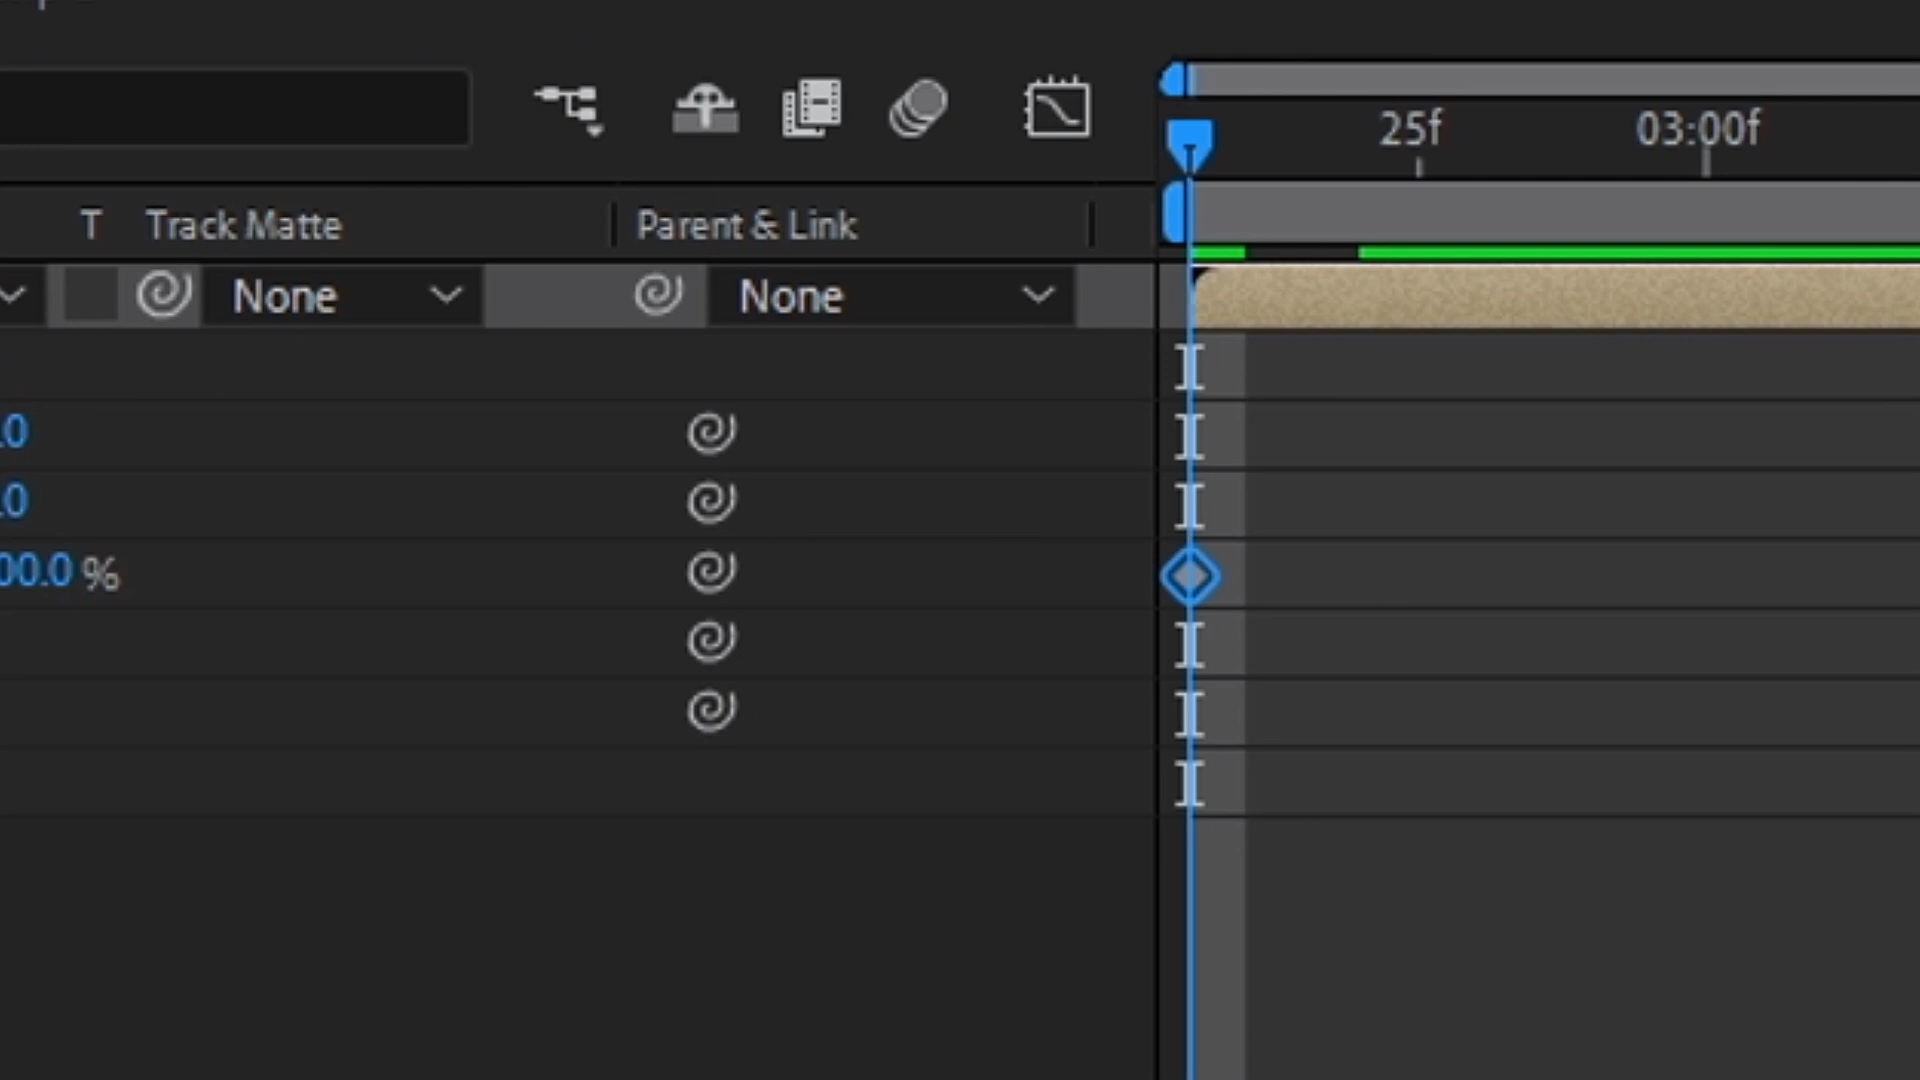 25f 03:00f
T Track Matte Parent & Link
None None
.0
.0
00.0 %